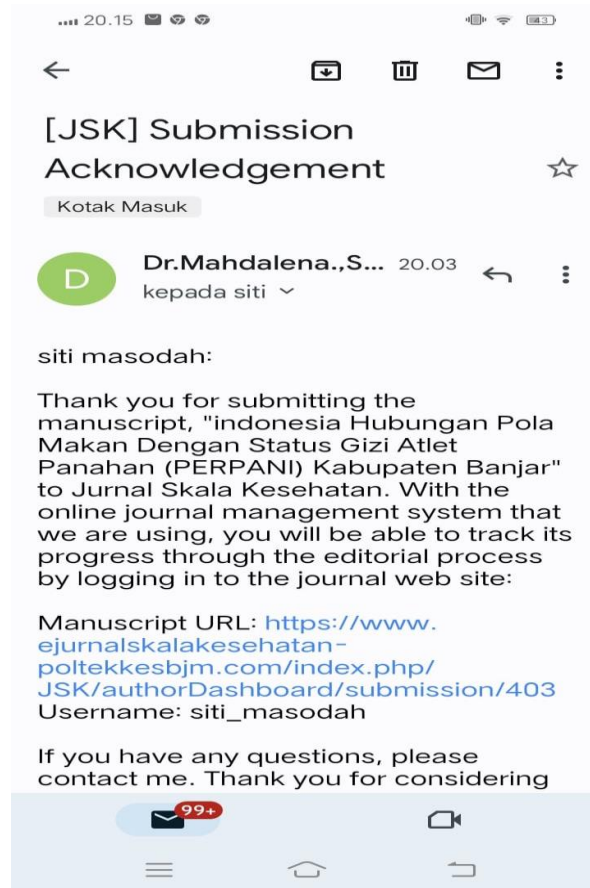 20.15
43
[JSK] Submission
Acknowledgement
Kotak Masuk
D
Dr.Mahdalena.,S... 20.03
kepada siti
siti masodah:
Thank you for submitting the
manuscript, "indonesia Hubungan Pola
Makan Dengan Status Gizi Atlet
Panahan (PERPANI) Kabupaten Banjar"
to Jurnal Skala Kesehatan. With the
online journal management system that
we are using, you will be able to track its
progress through the editorial process
by logging in to the journal web site:
Manuscript URL: https://www.
ejurnalskalakesehatan-
poltekkesbjm.com/index.php/
JSK/authorDashboard/submission/403
Username: siti_masodah
If you have any questions, please
contact me. Thank you for considering
99+